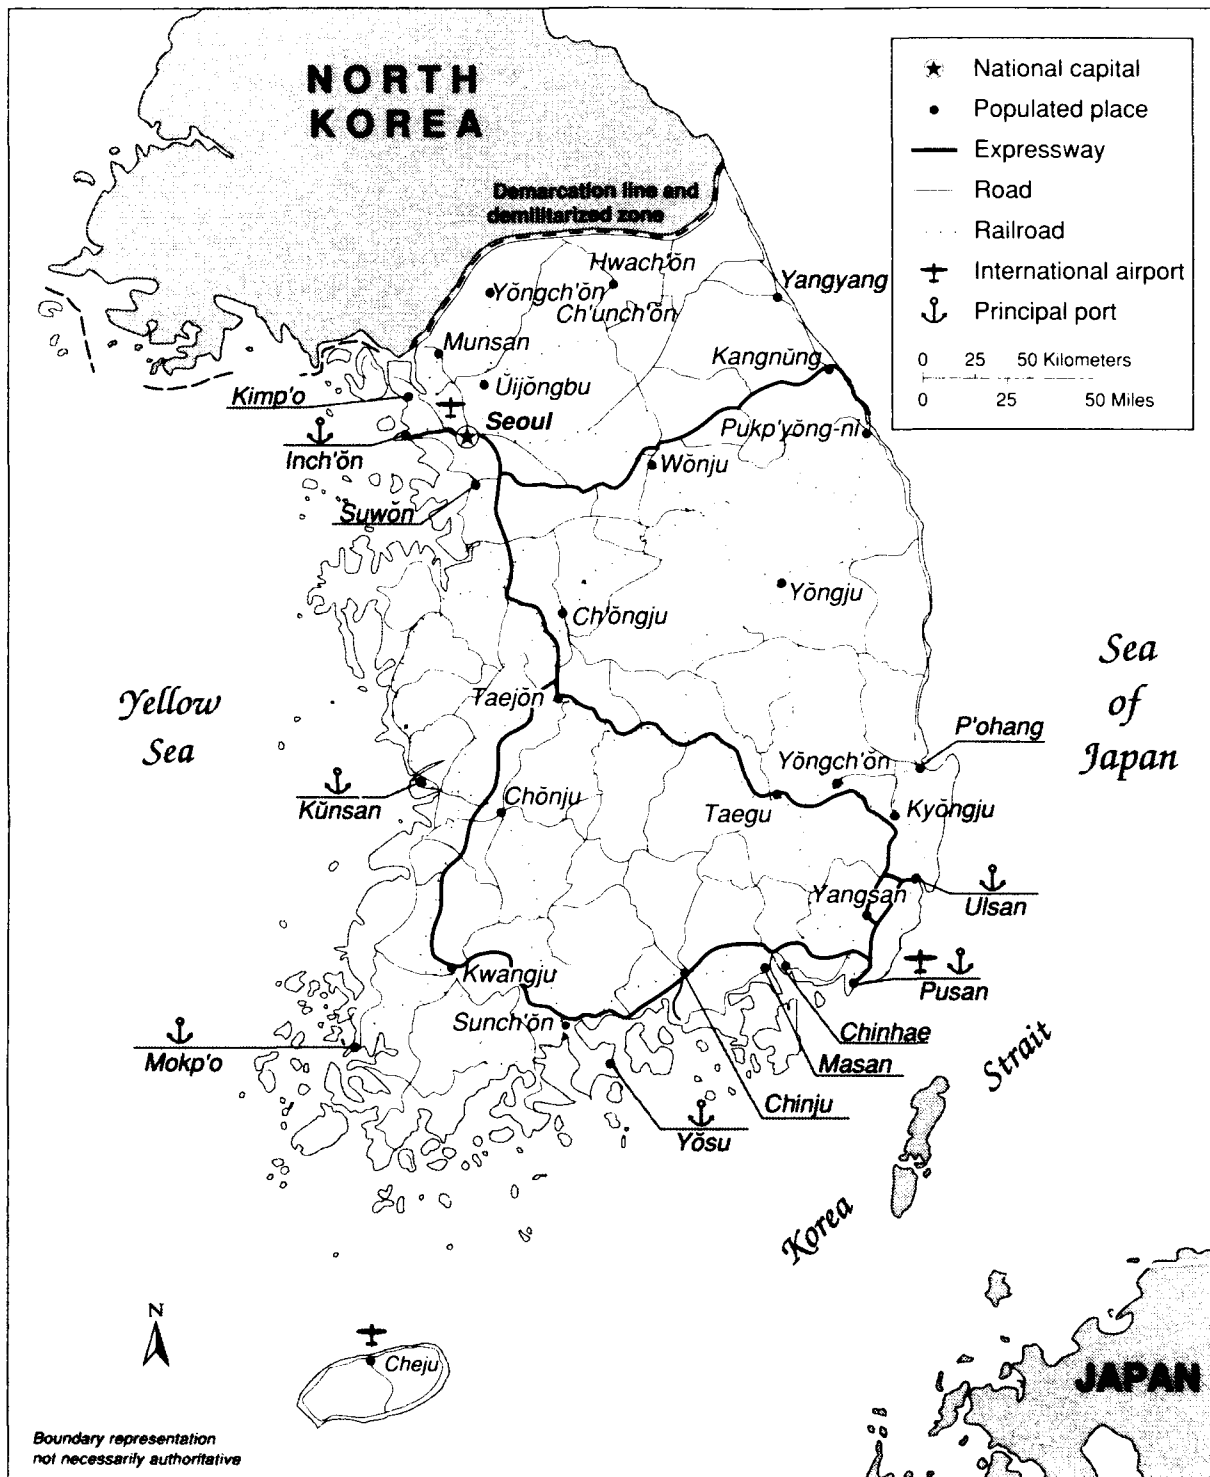 NORTH
KOREA
National capital
Populated place
Expressway
Road
Railroad
International airport
Principal port
0 25 50 Kilometers
0 25 50 Miles
Demarcation line and
demilitarized zone
Hwach'ŏn
Yŏngch'ŏn
Ch'unch'ŏn
Yangyang
Munsan
Kangnŭng
Ŭijŏngbu
Kimp'o
Seoul
Pukp'yŏng-ni
Inch'ŏn
Wŏnju
Suwŏn
Yŏngju
Ch'ŏngju
Sea
of
Japan
Yellow
Sea
Taejŏn
P'ohang
Yŏngch'ŏn
Kŭnsan
Chŏnju
Taegu
Kyŏngju
Yangsan
Ulsan
Kwangju
Pusan
Sunch'ŏn
Chinhae
Mokp'o
Masan
Chinju
Yŏsu
Korea
Strait
N
Cheju
JAPAN
Boundary representation
not necessarily authoritative